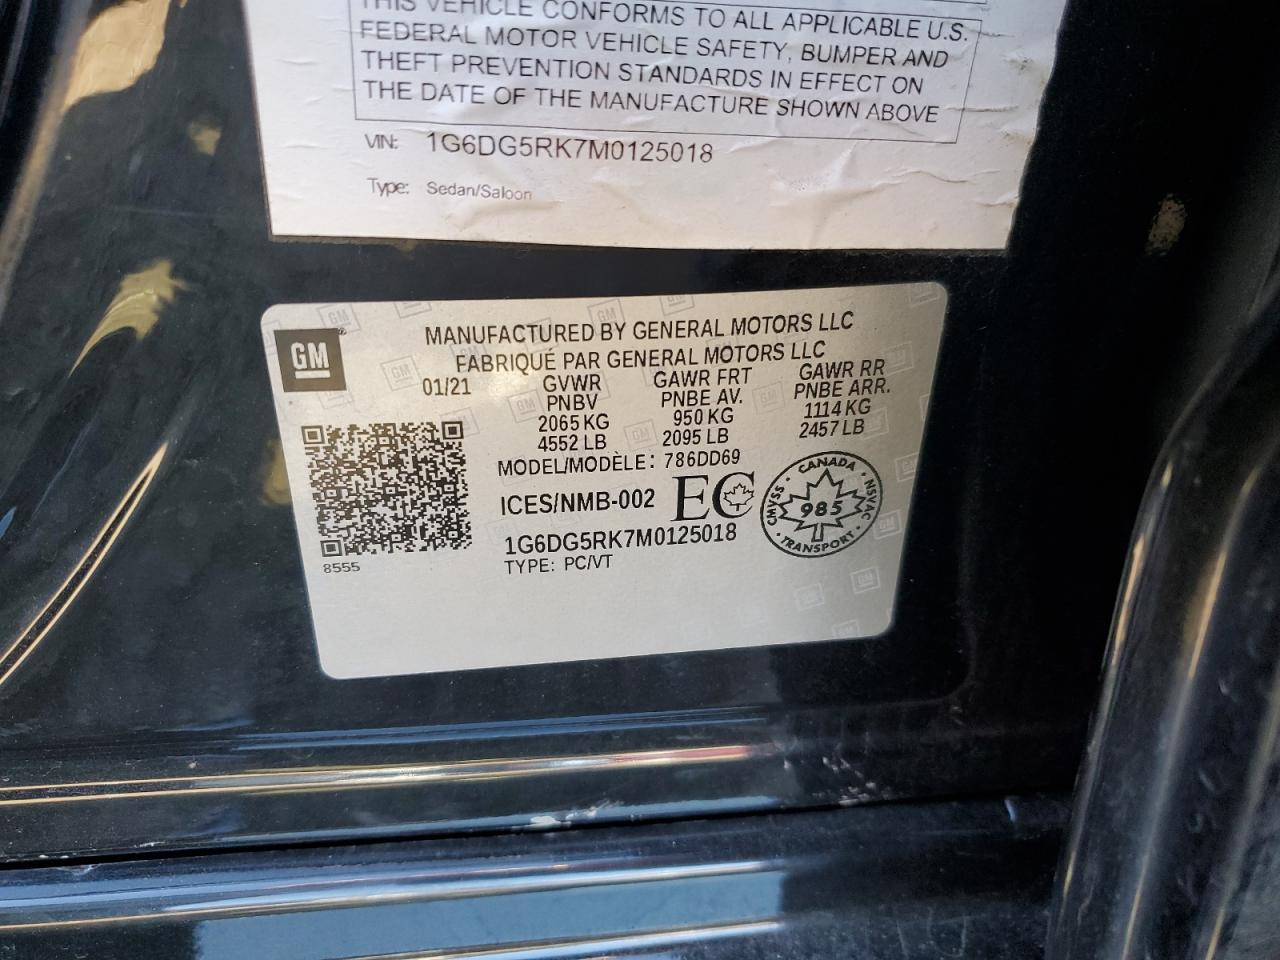 THIS VEHICLE CONFORMS TO ALL APPLICABLE U.S.
FEDERAL MOTOR VEHICLE SAFETY, BUMPER AND
THEFT PREVENTION STANDARDS IN EFFECT ON
THE DATE OF THE MANUFACTURE SHOWN ABOVE
VIN: 1G6DG5RK7M0125018
Type: Sedan/Saloon
GM
MANUFACTURED BY GENERAL MOTORS LLC
FABRIQUÉ PAR GENERAL MOTORS LLC
01/21 GVWR GAWR FRT GAWR RR
PNBV PNBE AV. PNBE ARR.
2065 KG 950 KG 1114 KG
4552 LB 2095 LB 2457 LB
MODEL/MODÈLE: 786DD69
ICES/NMB-002 EC
CANADA
CMVSS 985 NSVAC
TRANSPORT
1G6DG5RK7M0125018
TYPE: PC/VT
8555